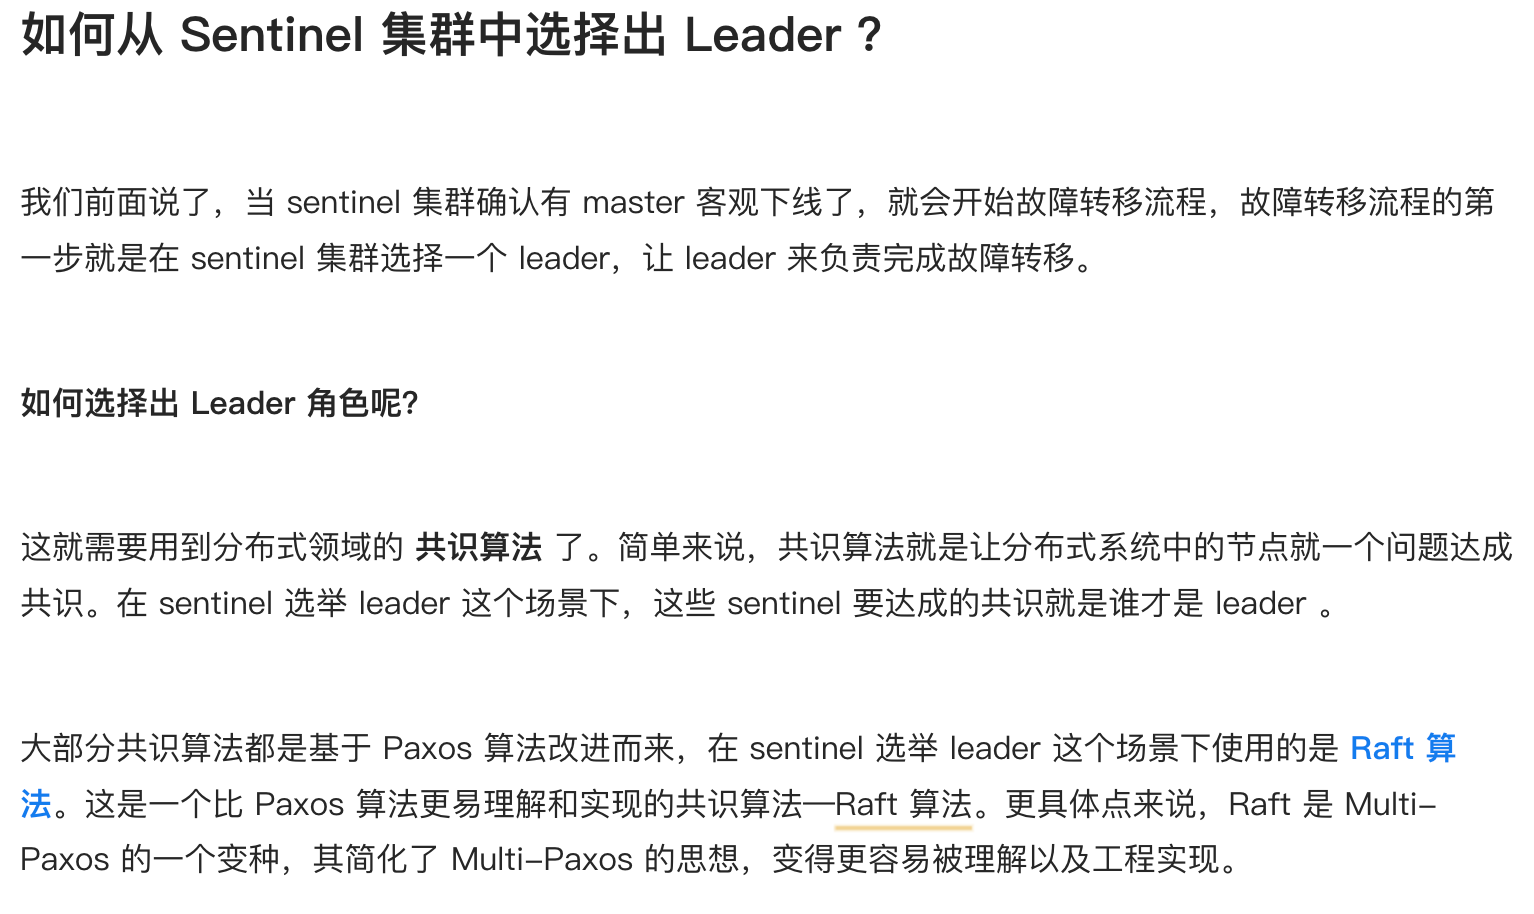 如何从 Sentinel 集群中选择出 Leader ?
我们前面说了，当 sentinel 集群确认有 master 客观下线了，就会开始故障转移流程，故障转移流程的第
一步就是在 sentinel 集群选择一个 leader，让 leader 来负责完成故障转移。
如何选择出 Leader 角色呢?
这就需要用到分布式领域的 共识算法 了。简单来说，共识算法就是让分布式系统中的节点就一个问题达成
共识。在 sentinel 选举 leader 这个场景下，这些 sentinel 要达成的共识就是谁才是 leader 。
大部分共识算法都是基于 Paxos 算法改进而来，在 sentinel 选举 leader 这个场景下使用的是 Raft 算
法。这是一个比 Paxos 算法更易理解和实现的共识算法—Raft 算法。更具体点来说，Raft 是 Multi-
Paxos 的一个变种，其简化了 Multi-Paxos 的思想，变得更容易被理解以及工程实现。